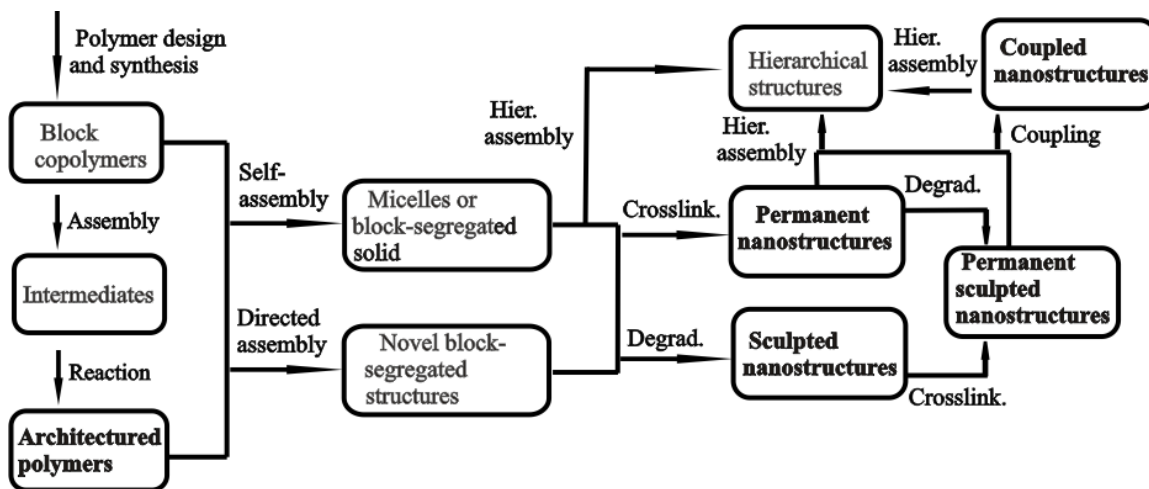 Polymer design
and synthesis
Block
copolymers
Assembly
Intermediates
Reaction
Architectured
polymers
Self-
assembly
Directed
assembly
Micelles or
block-segregated
solid
Novel block-
segregated
structures
Hier.
assembly
Crosslink.
Degrad.
Hierarchical
structures
Hier.
assembly
Coupled
nanostructures
Hier.
assembly
Coupling
Permanent
nanostructures
Degrad.
Permanent
sculpted
nanostructures
Sculpted
nanostructures
Crosslink.